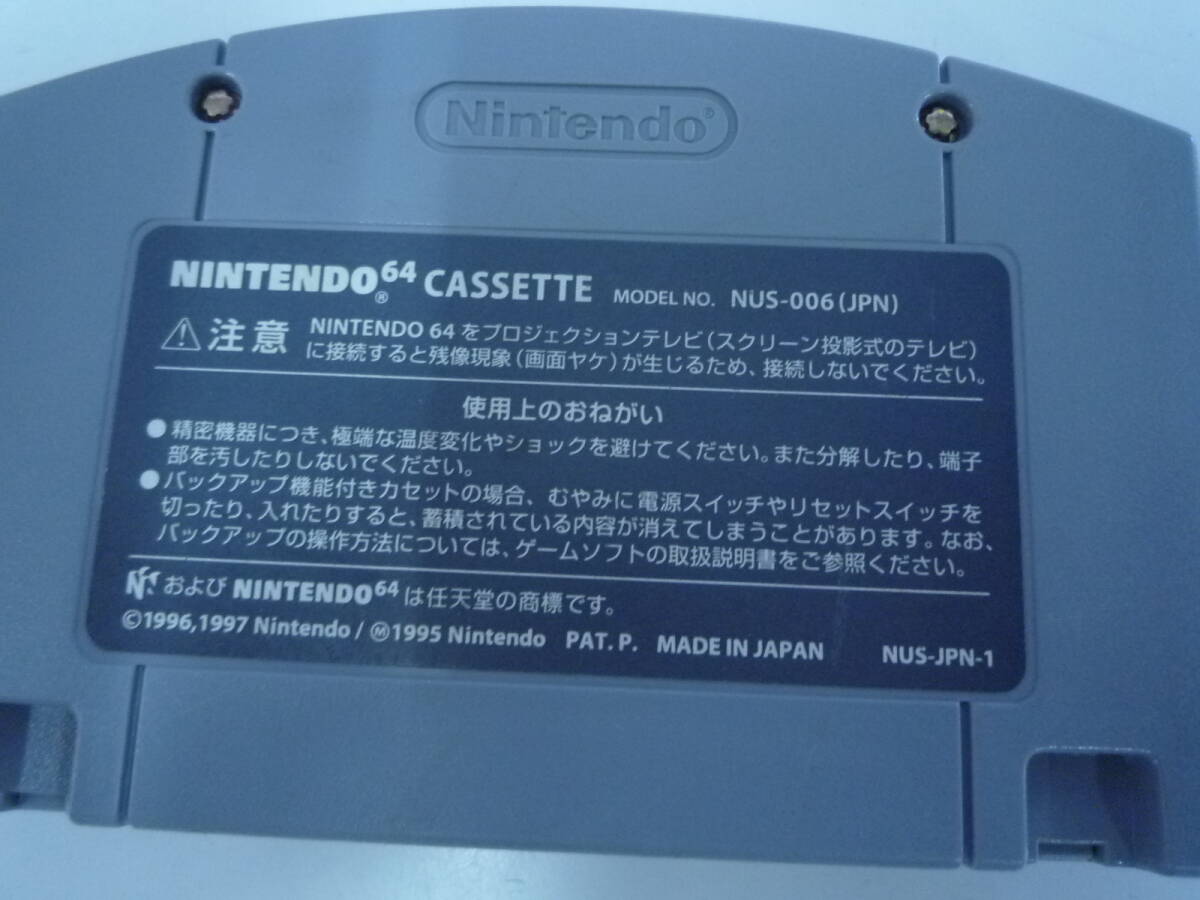 Nintendo®
NINTENDO64® CASSETTE MODEL NO. NUS-006(JPN)
⚠注意 NINTENDO 64をプロジェクションテレビ(スクリーン投影式のテレビ)
に接続すると残像現象(画面ヤケ)が生じるため、接続しないでください。
使用上のおねがい
●精密機器につき、極端な温度変化やショックを避けてください。また分解したり、端子
部を汚したりしないでください。
●バックアップ機能付きカセットの場合、むやみに電源スイッチやリセットスイッチを
切ったり、入れたりすると、蓄積されている内容が消えてしまうことがあります。なお、
バックアップの操作方法については、ゲームソフトの取扱説明書をご参照ください。
および NINTENDO64 は任天堂の商標です。
©1996,1997 Nintendo / Ⓜ1995 Nintendo PAT. P. MADE IN JAPAN NUS-JPN-1